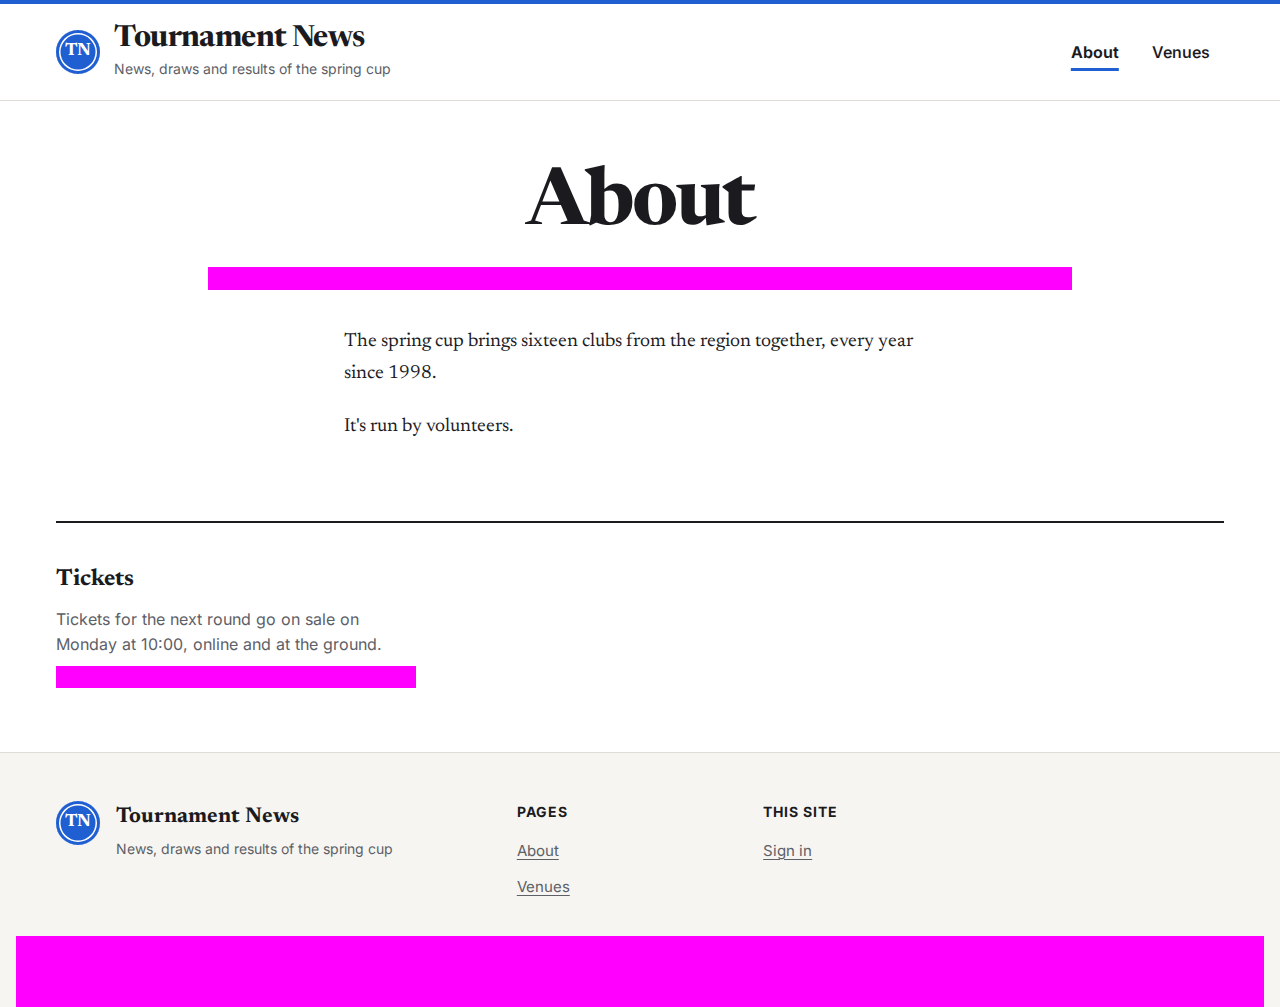 TN
Tournament News
News, draws and results of the spring cup
About
Venues
About
The spring cup brings sixteen clubs from the region together, every year
since 1998.
It's run by volunteers.
Tickets
Tickets for the next round go on sale on
Monday at 10:00, online and at the ground.
TN
Tournament News
News, draws and results of the spring cup
PAGES
About
Venues
THIS SITE
Sign in